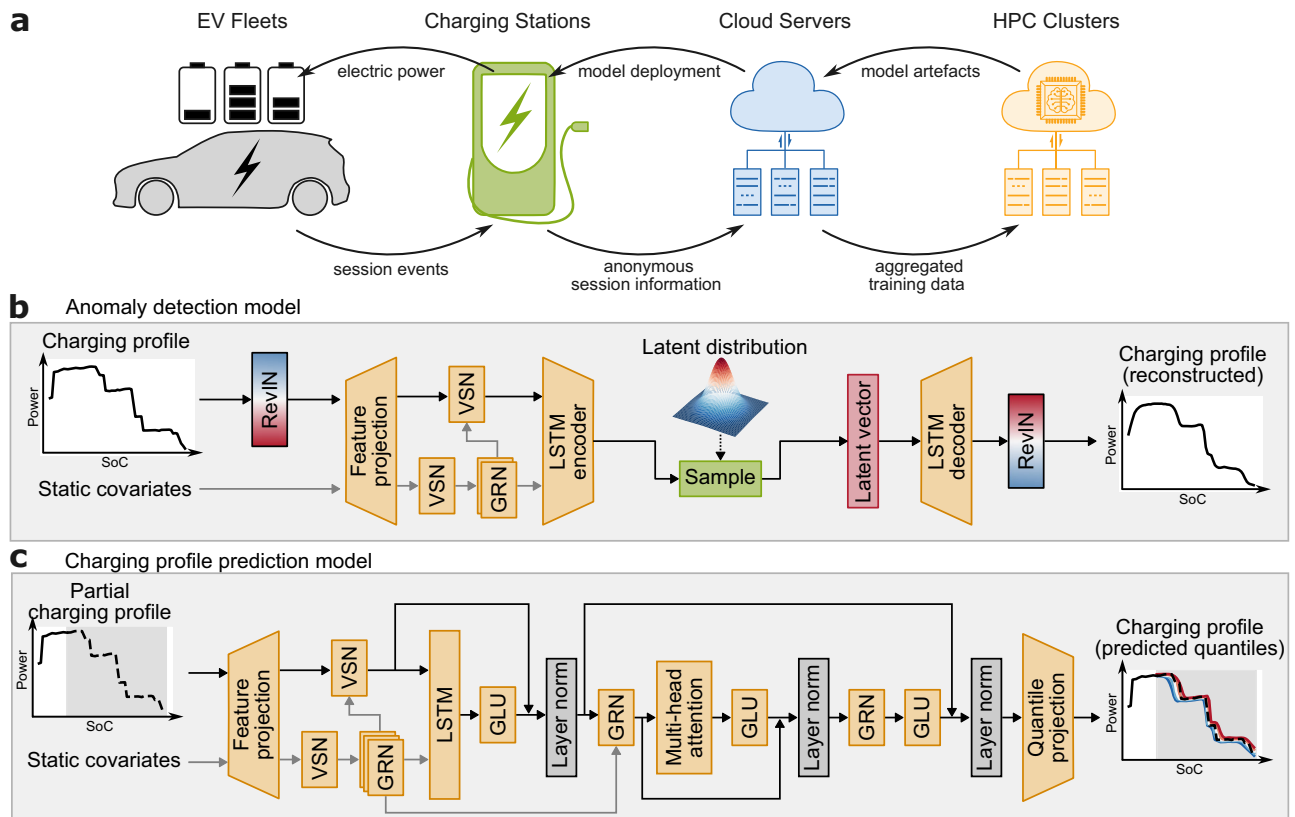 a
EV Fleets
Charging Stations
Cloud Servers
HPC Clusters
electric power
model deployment
model artefacts
session events
anonymous
session information
aggregated
training data
b
Anomaly detection model
Charging profile
Power
SoC
Static covariates
RevIN
Feature
projection
VSN
VSN
GRN
LSTM
encoder
Latent distribution
Sample
Latent vector
LSTM
decoder
RevIN
Charging profile
(reconstructed)
Power
SoC
c
Charging profile prediction model
Partial
charging profile
Power
SoC
Static covariates
Feature
projection
VSN
VSN
GRN
LSTM
GLU
Layer norm
GRN
Multi-head
attention
GLU
Layer norm
GRN
GLU
Layer norm
Quantile
projection
Charging profile
(predicted quantiles)
Power
SoC